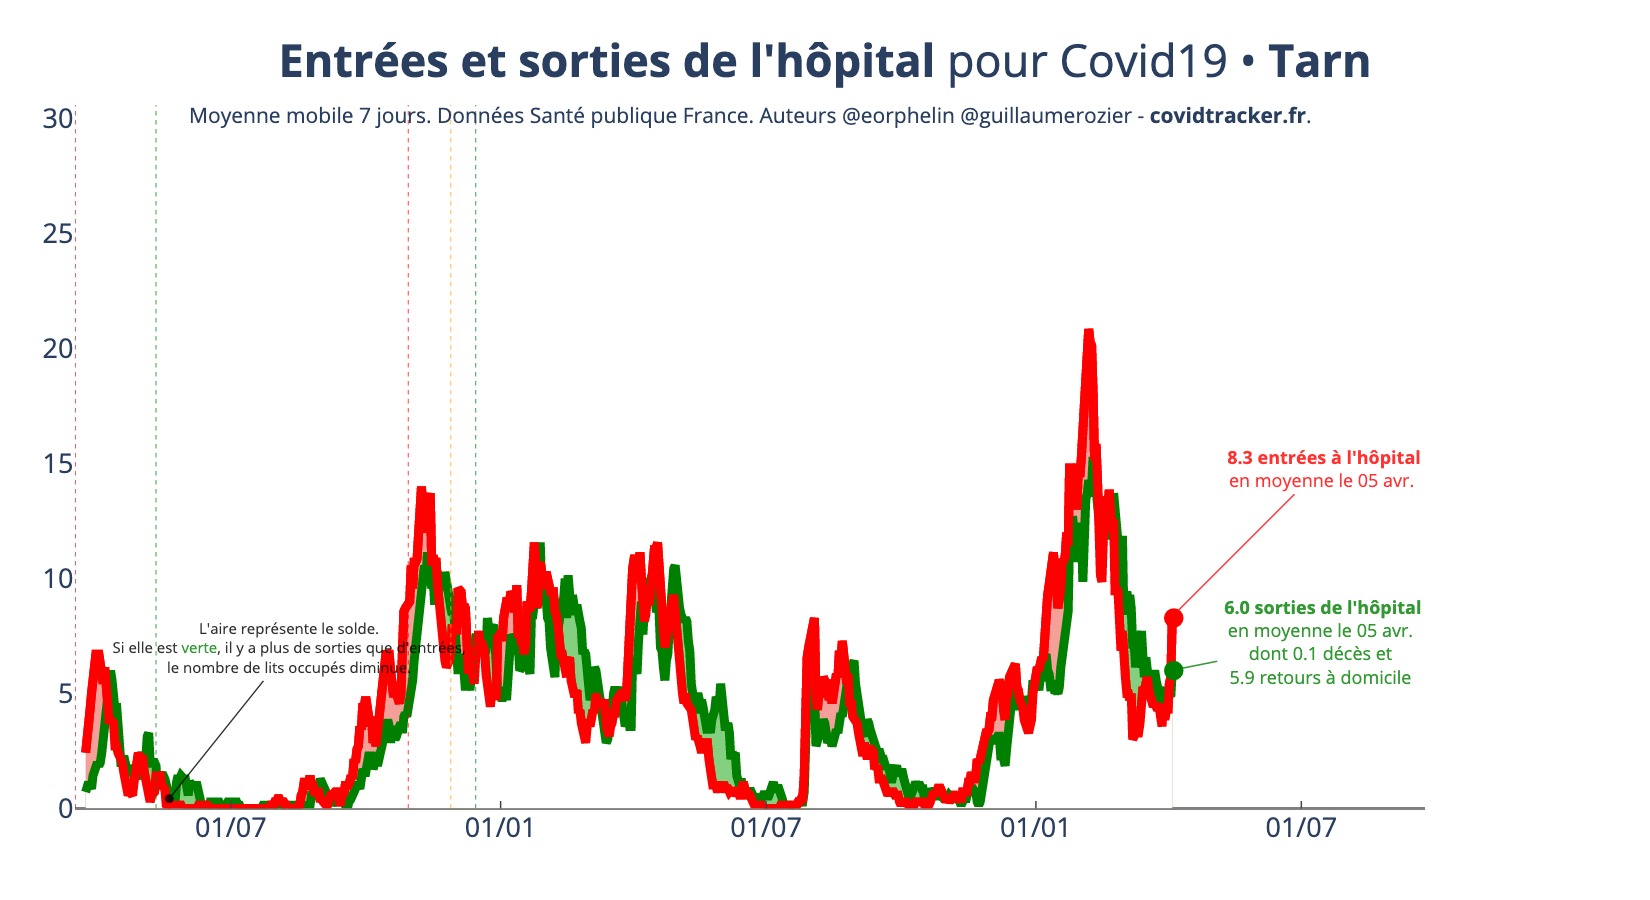 Entrées et sorties de l'hôpital pour Covid19 • Tarn
Moyenne mobile 7 jours. Données Santé publique France. Auteurs @eorphelin @guillaumerozier - covidtracker.fr.
30
25
20
15
10
5
0
8.3 entrées à l'hôpital
en moyenne le 05 avr.
6.0 sorties de l'hôpital
en moyenne le 05 avr.
dont 0.1 décès et
5.9 retours à domicile
L'aire représente le solde.
Si elle est verte, il y a plus de sorties que d'entrées,
le nombre de lits occupés diminue.
01/07
01/01
01/07
01/01
01/07